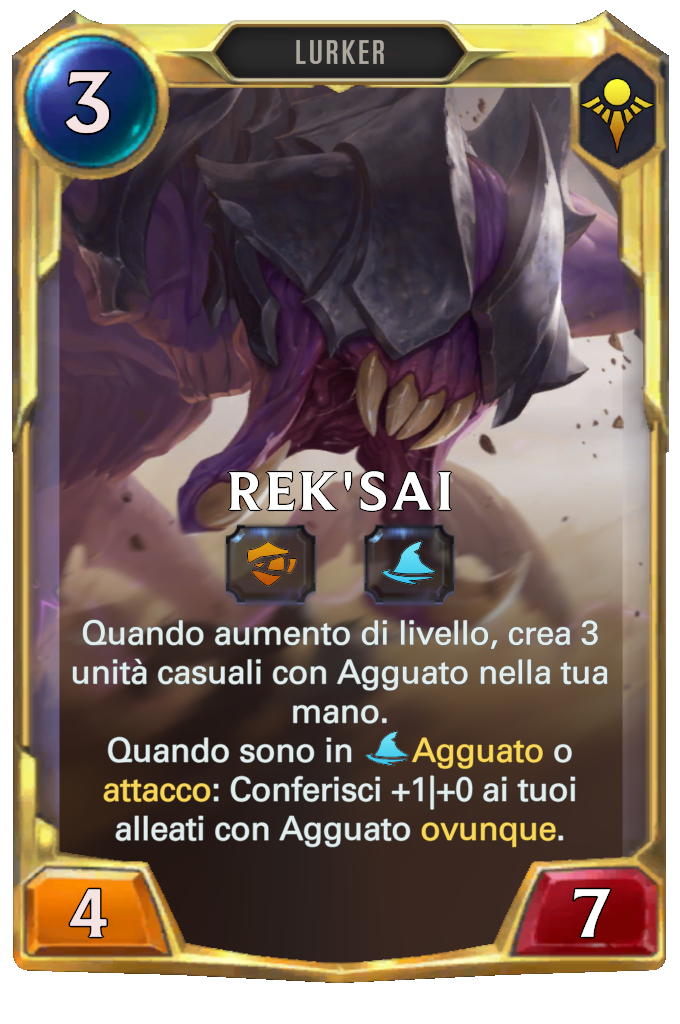 LURKER
3
REK'SAI
Quando aumento di livello, crea 3
unità casuali con Agguato nella tua
mano.
Quando sono in Agguato o
attacco: Conferisci +1|+0 ai tuoi
alleati con Agguato ovunque.
4
7